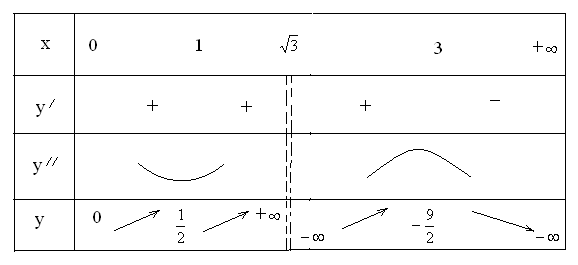 x 0 1 √3 3 +∞
y′ + + + −
y′′
y 0 1/2 +∞ −∞ −9/2 −∞